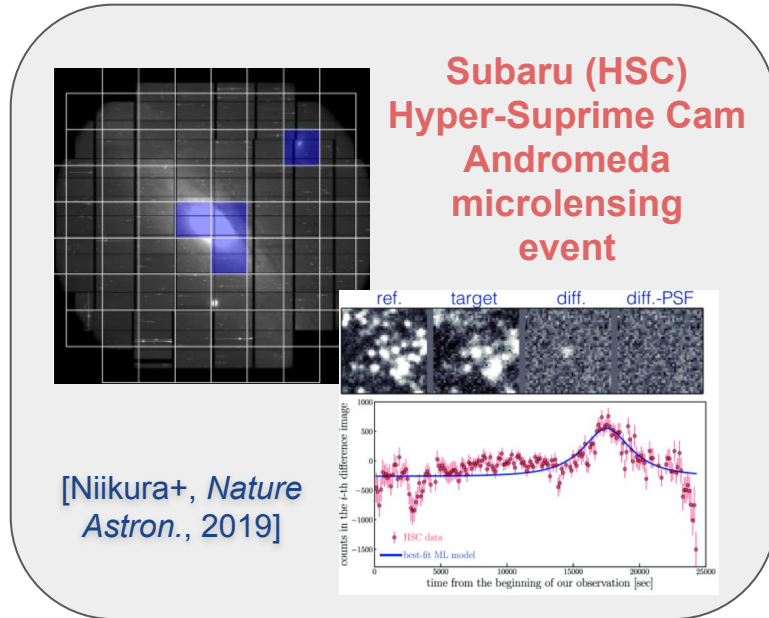 Subaru (HSC)
Hyper-Suprime Cam
Andromeda
microlensing
event
ref. target diff. diff.-PSF
counts in the i-th difference image
1000
500
0
−500
−1000
−1500
HSC data
best-fit ML model
0 5000 10000 15000 20000 25000
time from the beginning of our observation [sec]
[Niikura+, Nature
Astron., 2019]